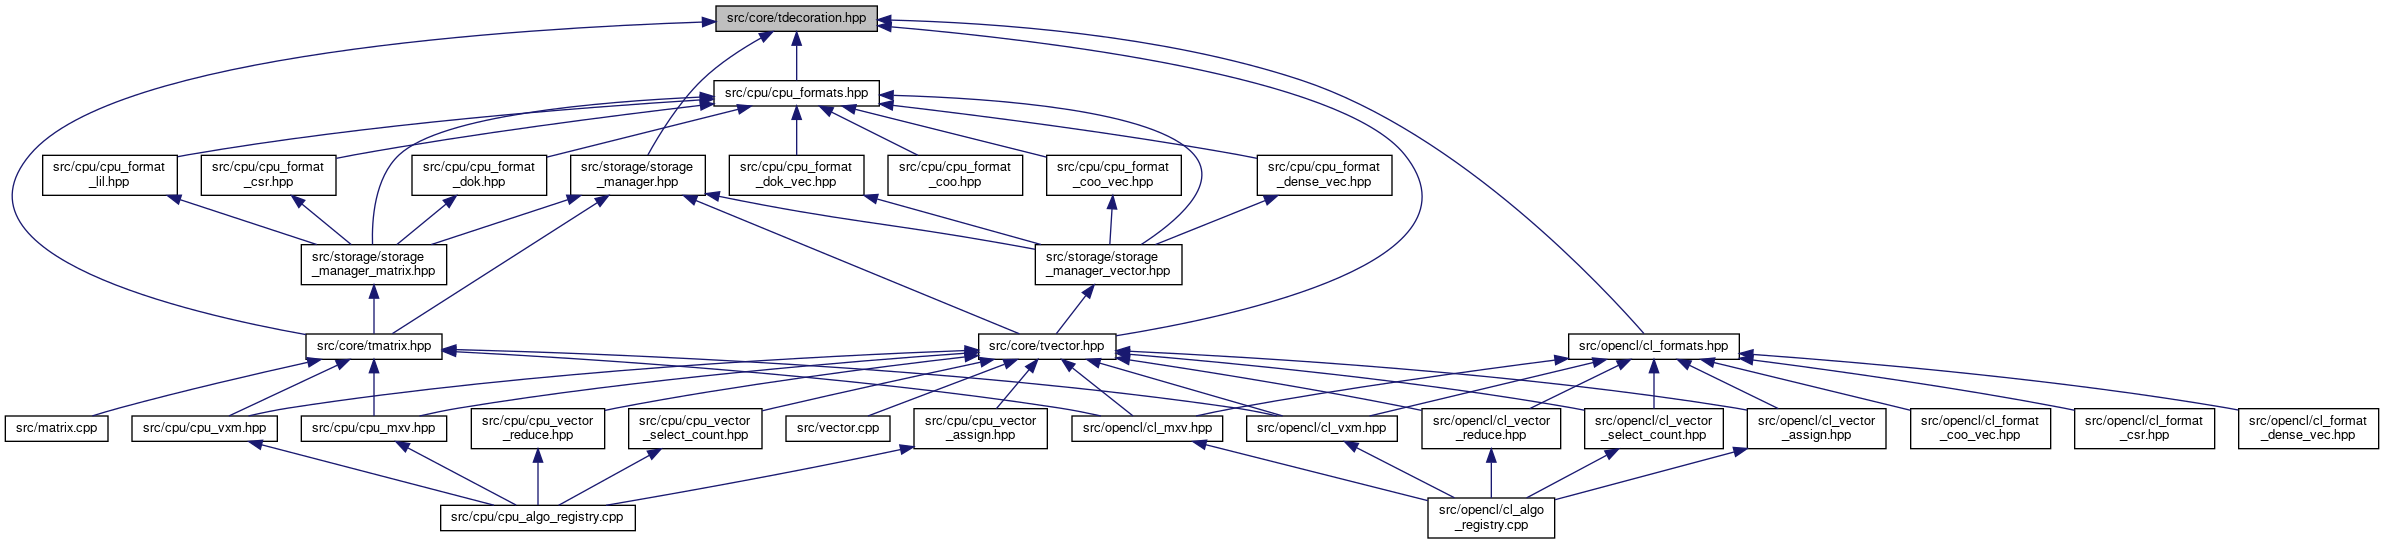 src/core/tdecoration.hpp
src/cpu/cpu_formats.hpp
src/cpu/cpu_format
_lil.hpp
src/cpu/cpu_format
_csr.hpp
src/cpu/cpu_format
_dok.hpp
src/storage/storage
_manager.hpp
src/cpu/cpu_format
_dok_vec.hpp
src/cpu/cpu_format
_coo.hpp
src/cpu/cpu_format
_coo_vec.hpp
src/cpu/cpu_format
_dense_vec.hpp
src/storage/storage
_manager_matrix.hpp
src/storage/storage
_manager_vector.hpp
src/core/tmatrix.hpp
src/core/tvector.hpp
src/opencl/cl_formats.hpp
src/matrix.cpp
src/cpu/cpu_vxm.hpp
src/cpu/cpu_mxv.hpp
src/cpu/cpu_vector
_reduce.hpp
src/cpu/cpu_vector
_select_count.hpp
src/vector.cpp
src/cpu/cpu_vector
_assign.hpp
src/opencl/cl_mxv.hpp
src/opencl/cl_vxm.hpp
src/opencl/cl_vector
_reduce.hpp
src/opencl/cl_vector
_select_count.hpp
src/opencl/cl_vector
_assign.hpp
src/opencl/cl_format
_coo_vec.hpp
src/opencl/cl_format
_csr.hpp
src/opencl/cl_format
_dense_vec.hpp
src/cpu/cpu_algo_registry.cpp
src/opencl/cl_algo
_registry.cpp